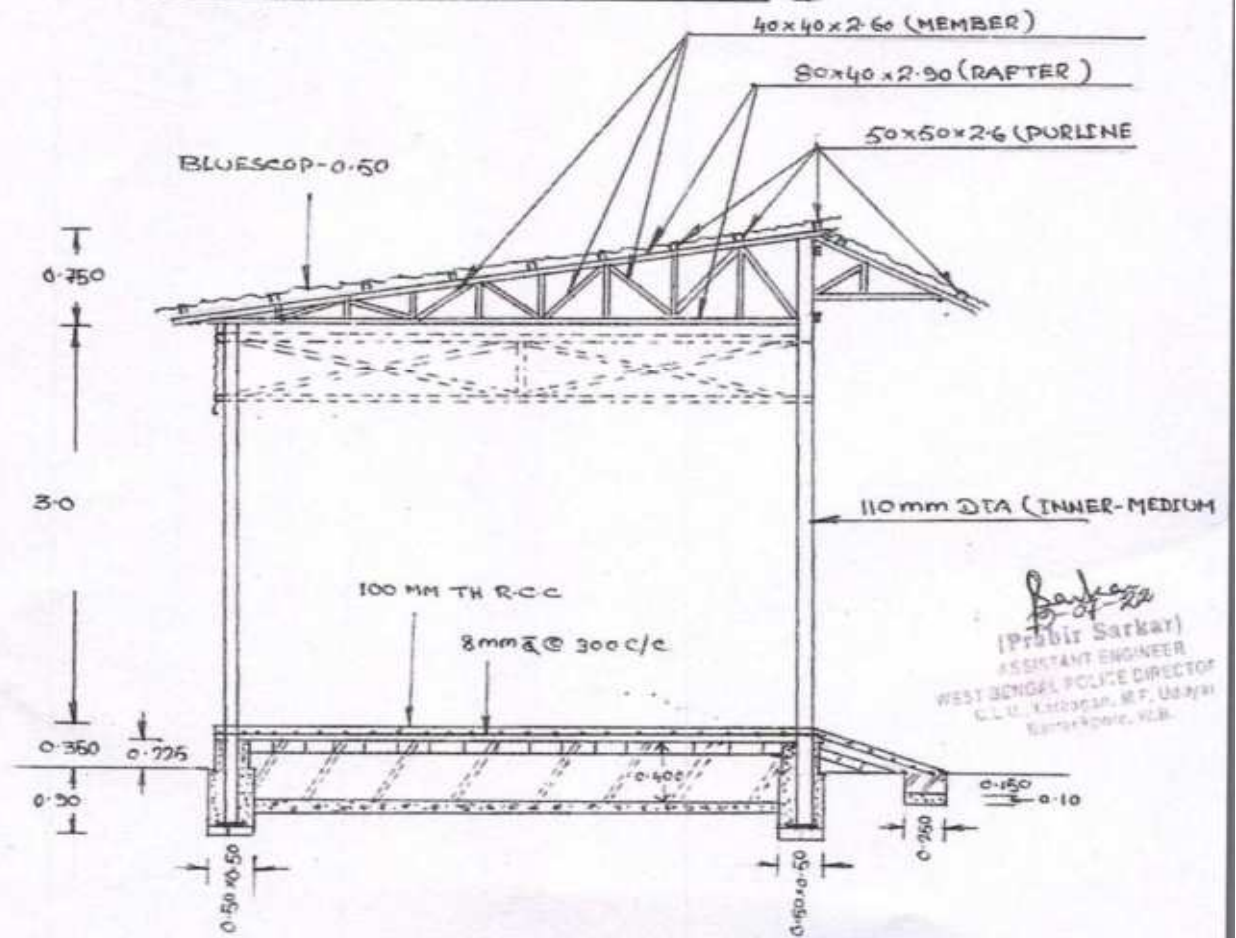 40x40x2.60 (MEMBER)
80x40x2.90 (RAFTER)
50x50x2.6 (PURLINE
BLUESCOP-0.50
0.750
3.0
110mm DIA (INNER-MEDIUM
100 MM TH R.C.C
8mm @ 300 C/C
(Prabir Sarkar)
ASSISTANT ENGINEER
WEST BENGAL POLICE DIRECTOR
0.350
0.225
0.400
0.90
0.150
0.10
0.250
0.50x0.50
0.50x0.50